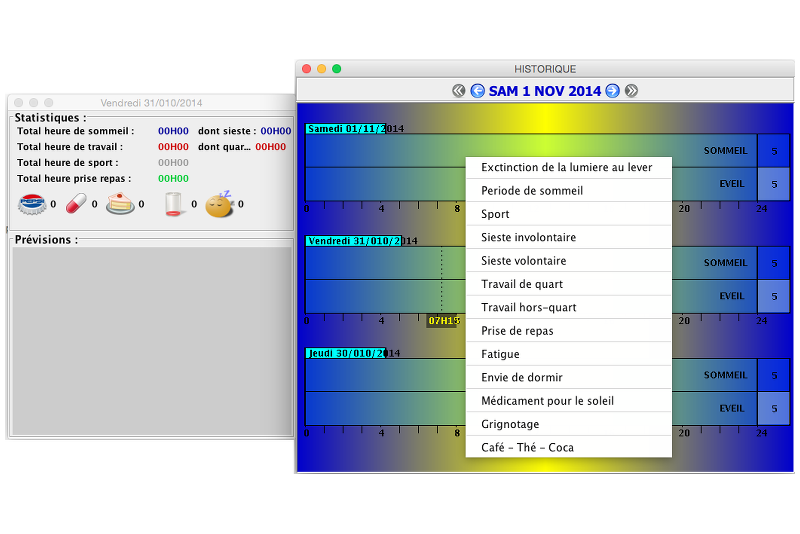 Vendredi 31/010/2014
Statistiques :
Total heure de sommeil : 00H00 dont sieste : 00H00
Total heure de travail : 00H00 dont quar... 00H00
Total heure de sport : 00H00
Total heure prise repas : 00H00
0 0 0 0 0
Prévisions :
HISTORIQUE
SAM 1 NOV 2014
Samedi 01/11/2014
SOMMEIL 5
EVEIL 5
0 4 8 20 24
Vendredi 31/010/2014
SOMMEIL 5
EVEIL 5
0 4 07H15 20 24
Jeudi 30/010/2014
SOMMEIL 5
EVEIL 5
0 4 8 20 24
Exctinction de la lumiere au lever
Periode de sommeil
Sport
Sieste involontaire
Sieste volontaire
Travail de quart
Travail hors-quart
Prise de repas
Fatigue
Envie de dormir
Médicament pour le soleil
Grignotage
Café - Thé - Coca